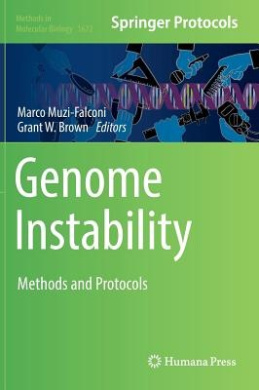 Methods in
Molecular Biology 1672
Springer Protocols
Marco Muzi-Falconi
Grant W. Brown Editors
Genome
Instability
Methods and Protocols
Humana Press